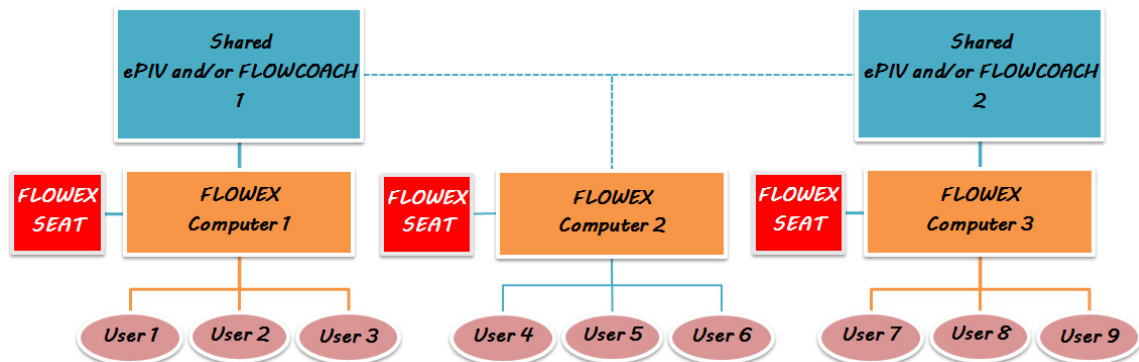 Shared
ePIV and/or FLOWCOACH
1
Shared
ePIV and/or FLOWCOACH
2
FLOWEX
SEAT
FLOWEX
Computer 1
FLOWEX
SEAT
FLOWEX
Computer 2
FLOWEX
SEAT
FLOWEX
Computer 3
User 1
User 2
User 3
User 4
User 5
User 6
User 7
User 8
User 9